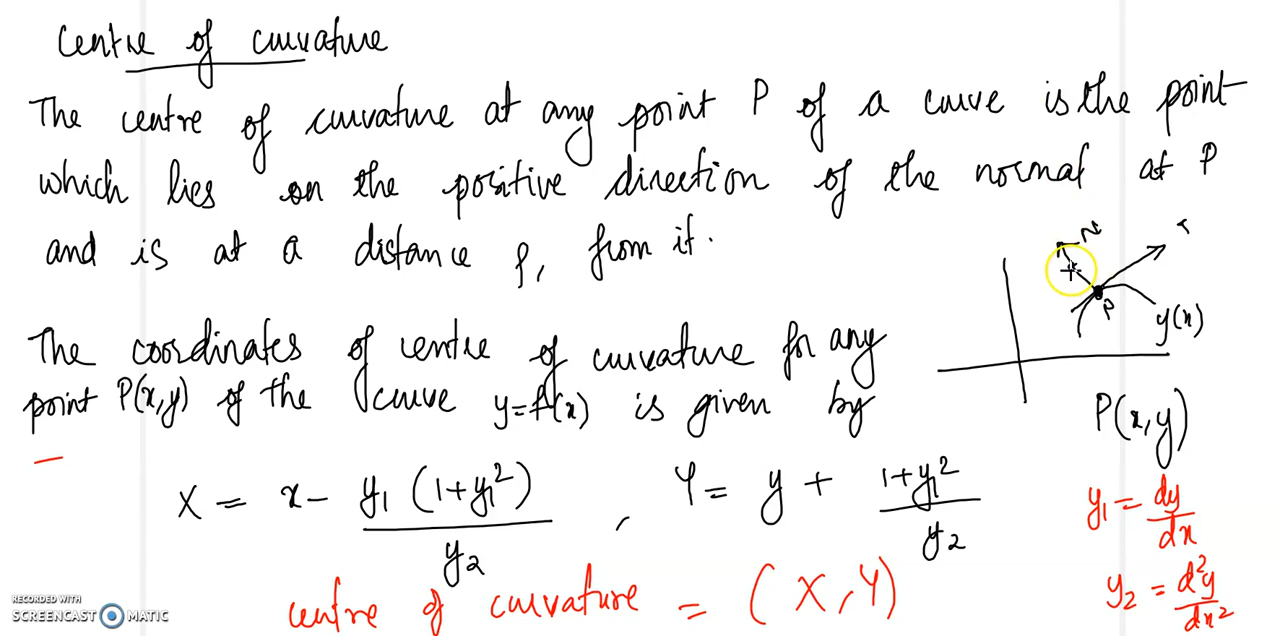 Centre of curvature
The centre of curvature at any point P of a curve is the point
which lies on the positive direction of the normal at P
and is at a distance ρ, from it.
N
T
P
y(x)
The coordinates of centre of curvature for any
point P(x,y) of the curve y=f(x) is given by
P(x,y)
X = x - y₁(1+y₁²)/y₂ , Y = y + (1+y₁²)/y₂
y₁ = dy/dx
y₂ = d²y/dx²
centre of curvature = (X,Y)
RECORDED WITH
SCREENCAST MATIC